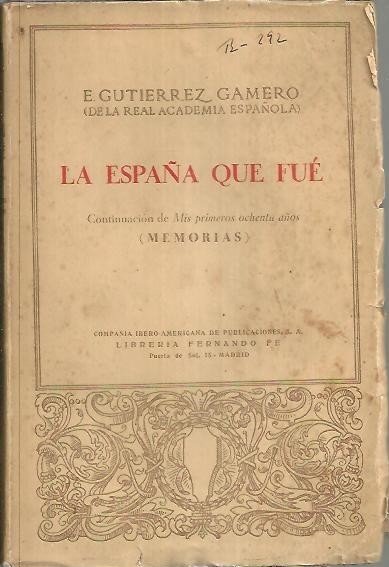 B-292
E. GUTIERREZ GAMERO
(DE LA REAL ACADEMIA ESPAÑOLA)
LA ESPAÑA QUE FUÉ
Continuación de Mis primeros ochenta años
(MEMORIAS)
COMPAÑIA IBERO-AMERICANA DE PUBLICACIONES, S. A.
LIBRERIA FERNANDO FE
Puerta de Sol, 15 - MADRID